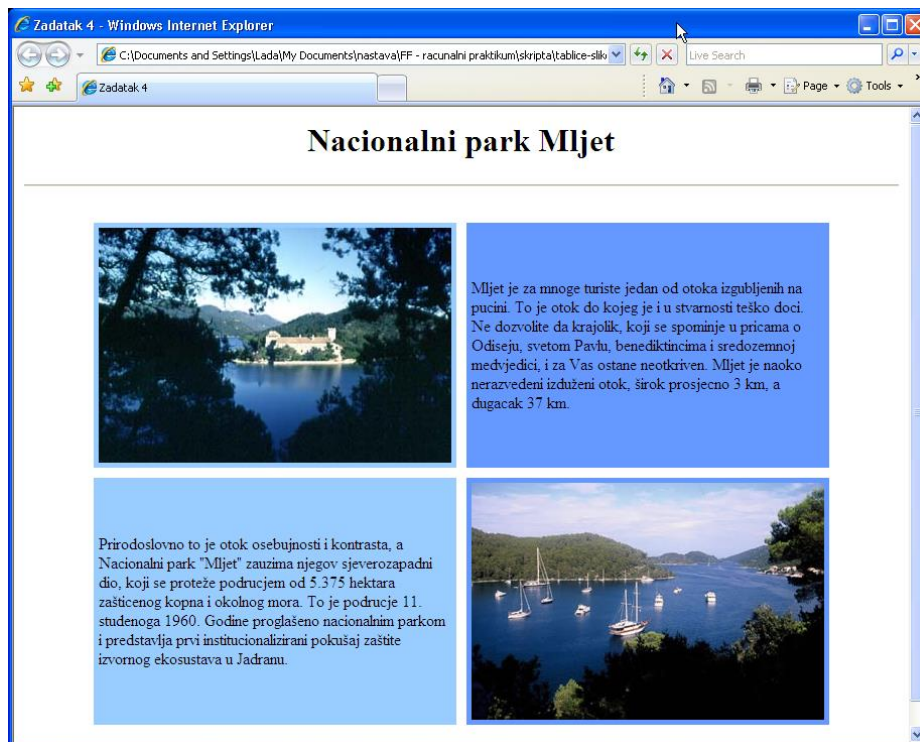 Zadatak 4 - Windows Internet Explorer
C:\Documents and Settings\Lada\My Documents\nastava\FF - racunalni praktikum\skripta\tablice-slik
Live Search
Zadatak 4
Page
Tools
Nacionalni park Mljet
Mljet je za mnoge turiste jedan od otoka izgubljenih na
pucini. To je otok do kojeg je i u stvarnosti teško doci.
Ne dozvolite da krajolik, koji se spominje u pricama o
Odiseju, svetom Pavlu, benediktincima i sredozemnoj
medvjedici, i za Vas ostane neotkriven. Mljet je naoko
nerazvedeni izduženi otok, širok prosjecno 3 km, a
dugacak 37 km.
Prirodoslovno to je otok osebujnosti i kontrasta, a
Nacionalni park "Mljet" zauzima njegov sjeverozapadni
dio, koji se proteže podrucjem od 5.375 hektara
zašticenog kopna i okolnog mora. To je podrucje 11.
studenoga 1960. Godine proglašeno nacionalnim parkom
i predstavlja prvi institucionalizirani pokušaj zaštite
izvornog ekosustava u Jadranu.